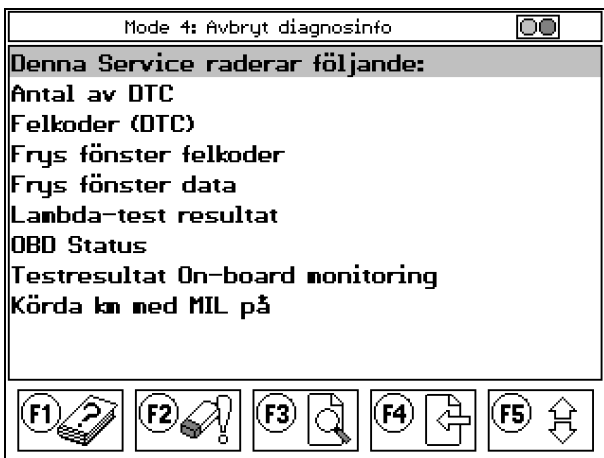 Mode 4: Avbryt diagnosinfo
Denna Service raderar följande:
Antal av DTC
Felkoder (DTC)
Frys fönster felkoder
Frys fönster data
Lambda-test resultat
OBD Status
Testresultat On-board monitoring
Körda km med MIL på
F1 ? F2 ! F3 F4 F5